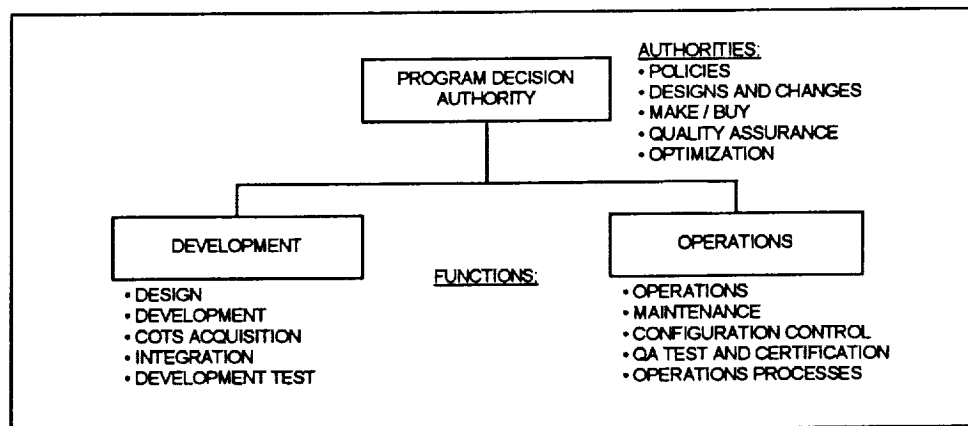 PROGRAM DECISION
AUTHORITY
AUTHORITIES:
• POLICIES
• DESIGNS AND CHANGES
• MAKE / BUY
• QUALITY ASSURANCE
• OPTIMIZATION
DEVELOPMENT
OPERATIONS
FUNCTIONS:
• DESIGN
• DEVELOPMENT
• COTS ACQUISITION
• INTEGRATION
• DEVELOPMENT TEST
• OPERATIONS
• MAINTENANCE
• CONFIGURATION CONTROL
• QA TEST AND CERTIFICATION
• OPERATIONS PROCESSES